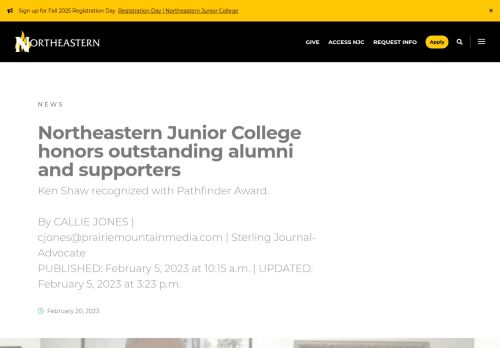 Sign up for Fall 2025 Registration Day Registration Day | Northeastern Junior College ×
NORTHEASTERN GIVE ACCESS NJC REQUEST INFO Apply
NEWS
Northeastern Junior College
honors outstanding alumni
and supporters
Ken Shaw recognized with Pathfinder Award.
By CALLIE JONES |
cjones@prairiemountainmedia.com | Sterling Journal-
Advocate
PUBLISHED: February 5, 2023 at 10:15 a.m. | UPDATED:
February 5, 2023 at 3:23 p.m.
February 20, 2023